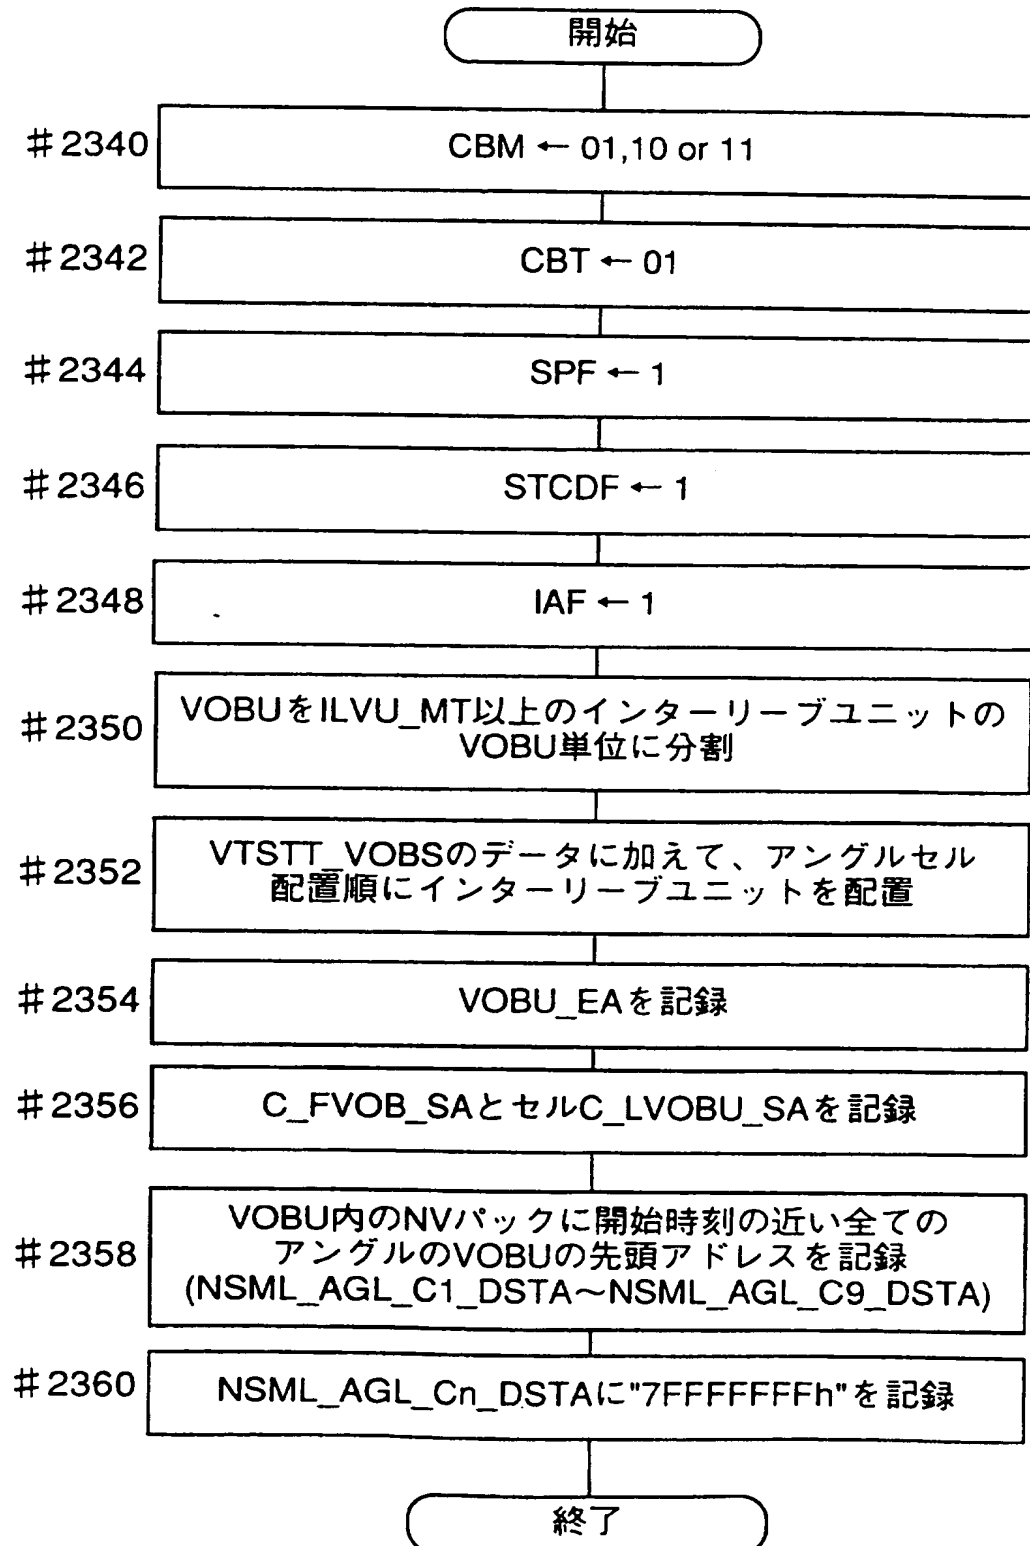 開始
#2340
CBM ← 01,10 or 11
#2342
CBT ← 01
#2344
SPF ← 1
#2346
STCDF ← 1
#2348
IAF ← 1
#2350
VOBUをILVU_MT以上のインターリーブユニットの
VOBU単位に分割
#2352
VTSTT_VOBSのデータに加えて、アングルセル
配置順にインターリーブユニットを配置
#2354
VOBU_EAを記録
#2356
C_FVOB_SAとセルC_LVOBU_SAを記録
#2358
VOBU内のNVパックに開始時刻の近い全ての
アングルのVOBUの先頭アドレスを記録
(NSML_AGL_C1_DSTA～NSML_AGL_C9_DSTA)
#2360
NSML_AGL_Cn_DSTAに"7FFFFFFFh"を記録
終了